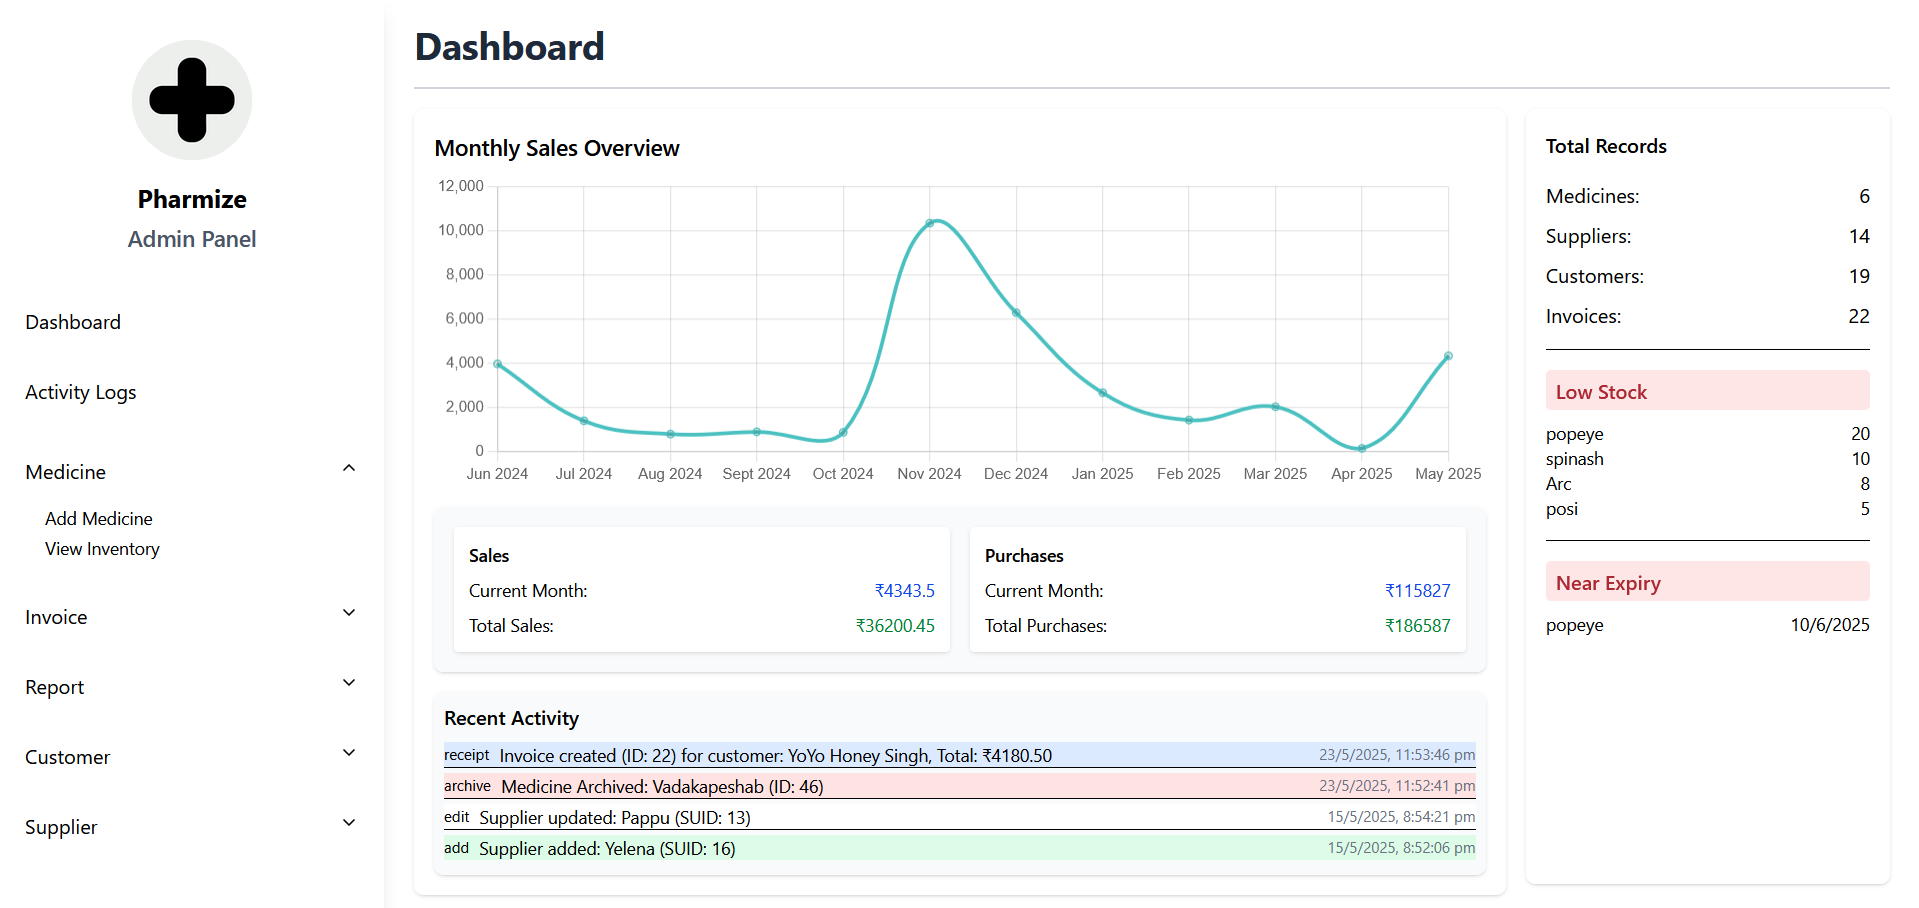 Pharmize
Admin Panel
Dashboard
Activity Logs
Medicine
Add Medicine
View Inventory
Invoice
Report
Customer
Supplier
Dashboard
Monthly Sales Overview
12,000
10,000
8,000
6,000
4,000
2,000
0
Jun 2024 Jul 2024 Aug 2024 Sept 2024 Oct 2024 Nov 2024 Dec 2024 Jan 2025 Feb 2025 Mar 2025 Apr 2025 May 2025
Sales
Current Month: ₹4343.5
Total Sales: ₹36200.45
Purchases
Current Month: ₹115827
Total Purchases: ₹186587
Recent Activity
receipt Invoice created (ID: 22) for customer: YoYo Honey Singh, Total: ₹4180.50 23/5/2025, 11:53:46 pm
archive Medicine Archived: Vadakapeshab (ID: 46) 23/5/2025, 11:52:41 pm
edit Supplier updated: Pappu (SUID: 13) 15/5/2025, 8:54:21 pm
add Supplier added: Yelena (SUID: 16) 15/5/2025, 8:52:06 pm
Total Records
Medicines: 6
Suppliers: 14
Customers: 19
Invoices: 22
Low Stock
popeye 20
spinash 10
Arc 8
posi 5
Near Expiry
popeye 10/6/2025